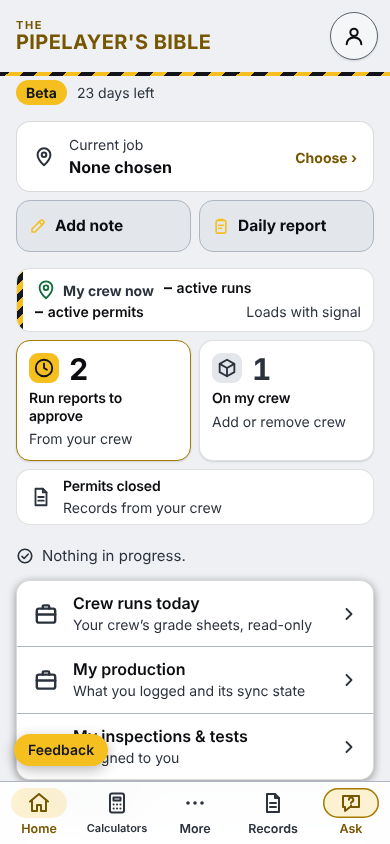 THE
PIPELAYER'S BIBLE
Beta 23 days left
Current job
None chosen
Choose ›
Add note
Daily report
My crew now – active runs
– active permits Loads with signal
2
Run reports to
approve
From your crew
1
On my crew
Add or remove crew
Permits closed
Records from your crew
Nothing in progress.
Crew runs today
Your crew’s grade sheets, read-only
My production
What you logged and its sync state
inspections & tests
to you
Feedback
Home
Calculators
More
Records
Ask